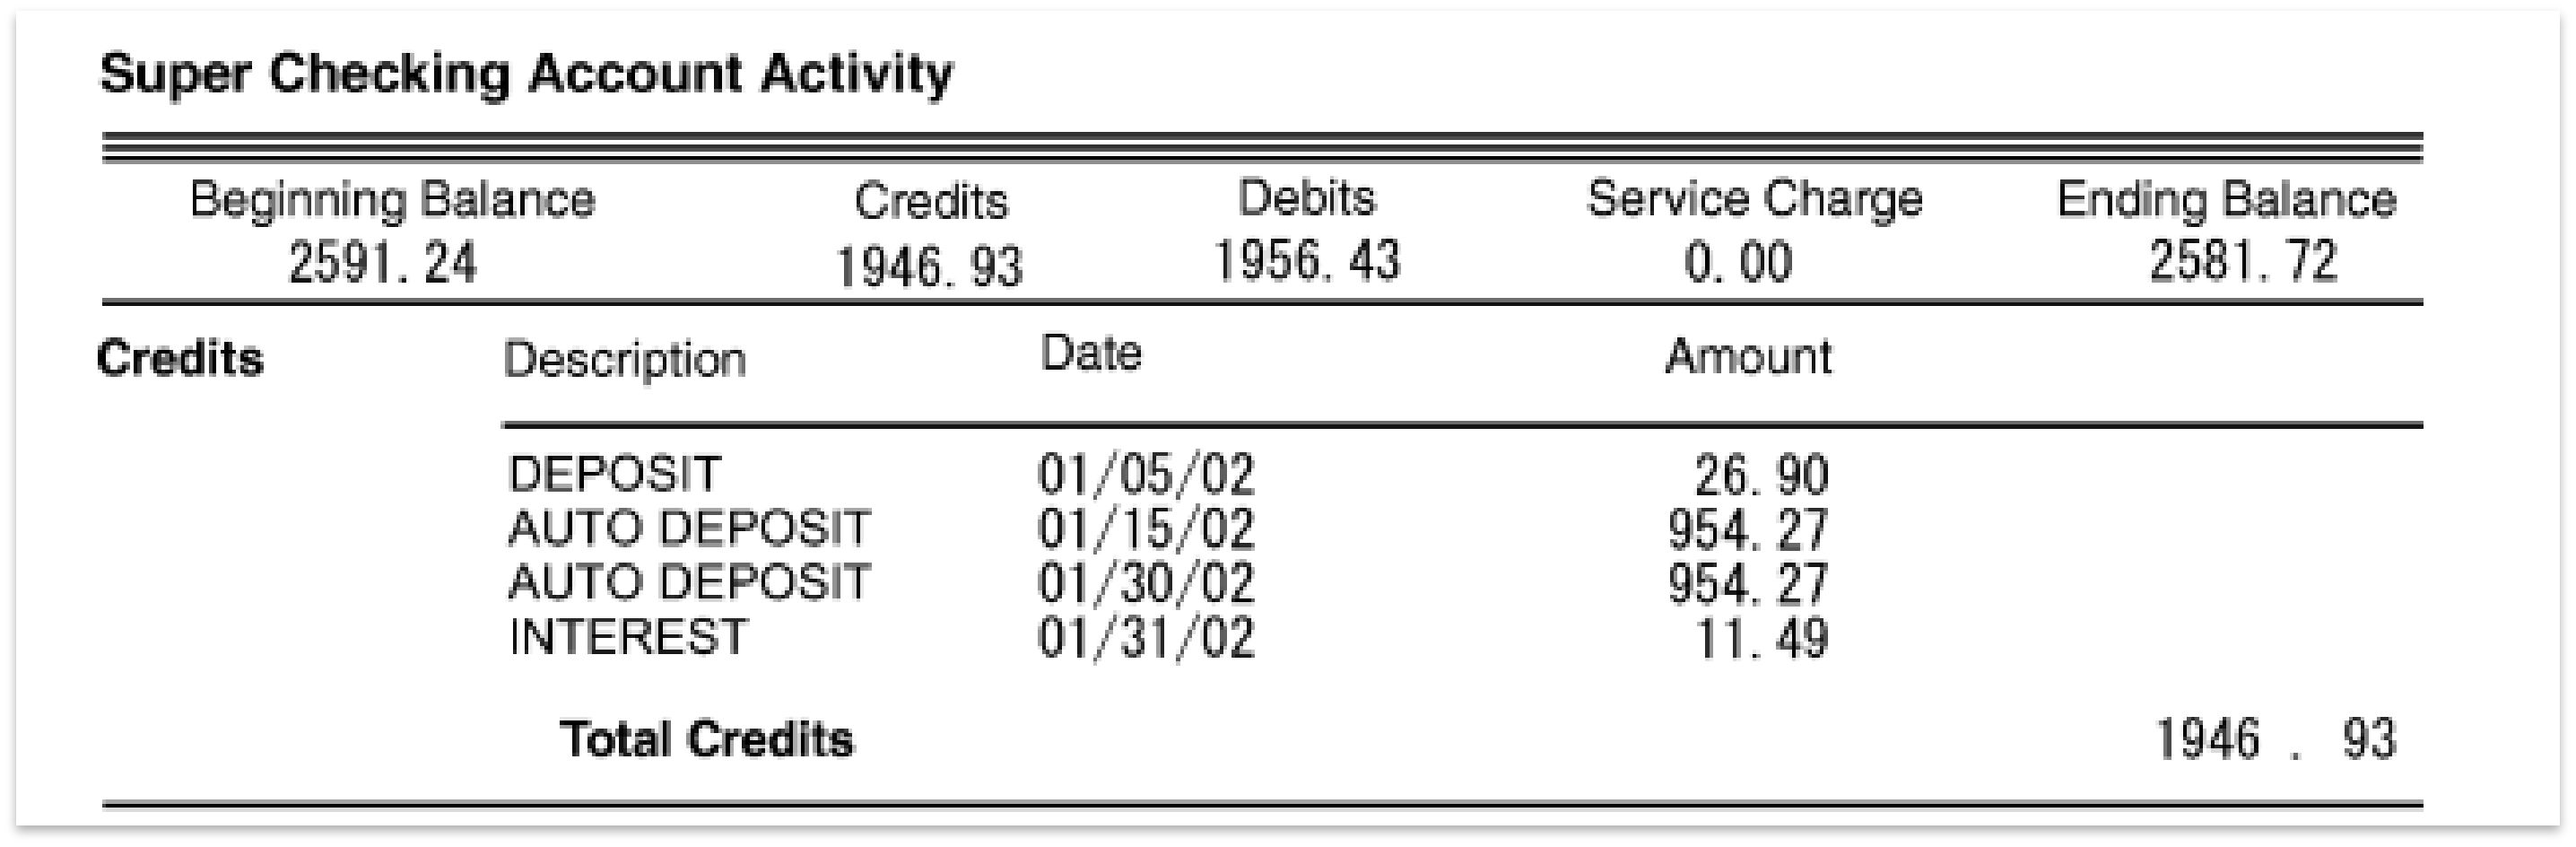 Super Checking Account Activity
Beginning Balance Credits Debits Service Charge Ending Balance
2591.24 1946.93 1956.43 0.00 2581.72
Credits Description Date Amount
DEPOSIT 01/05/02 26.90
AUTO DEPOSIT 01/15/02 954.27
AUTO DEPOSIT 01/30/02 954.27
INTEREST 01/31/02 11.49
Total Credits 1946 . 93